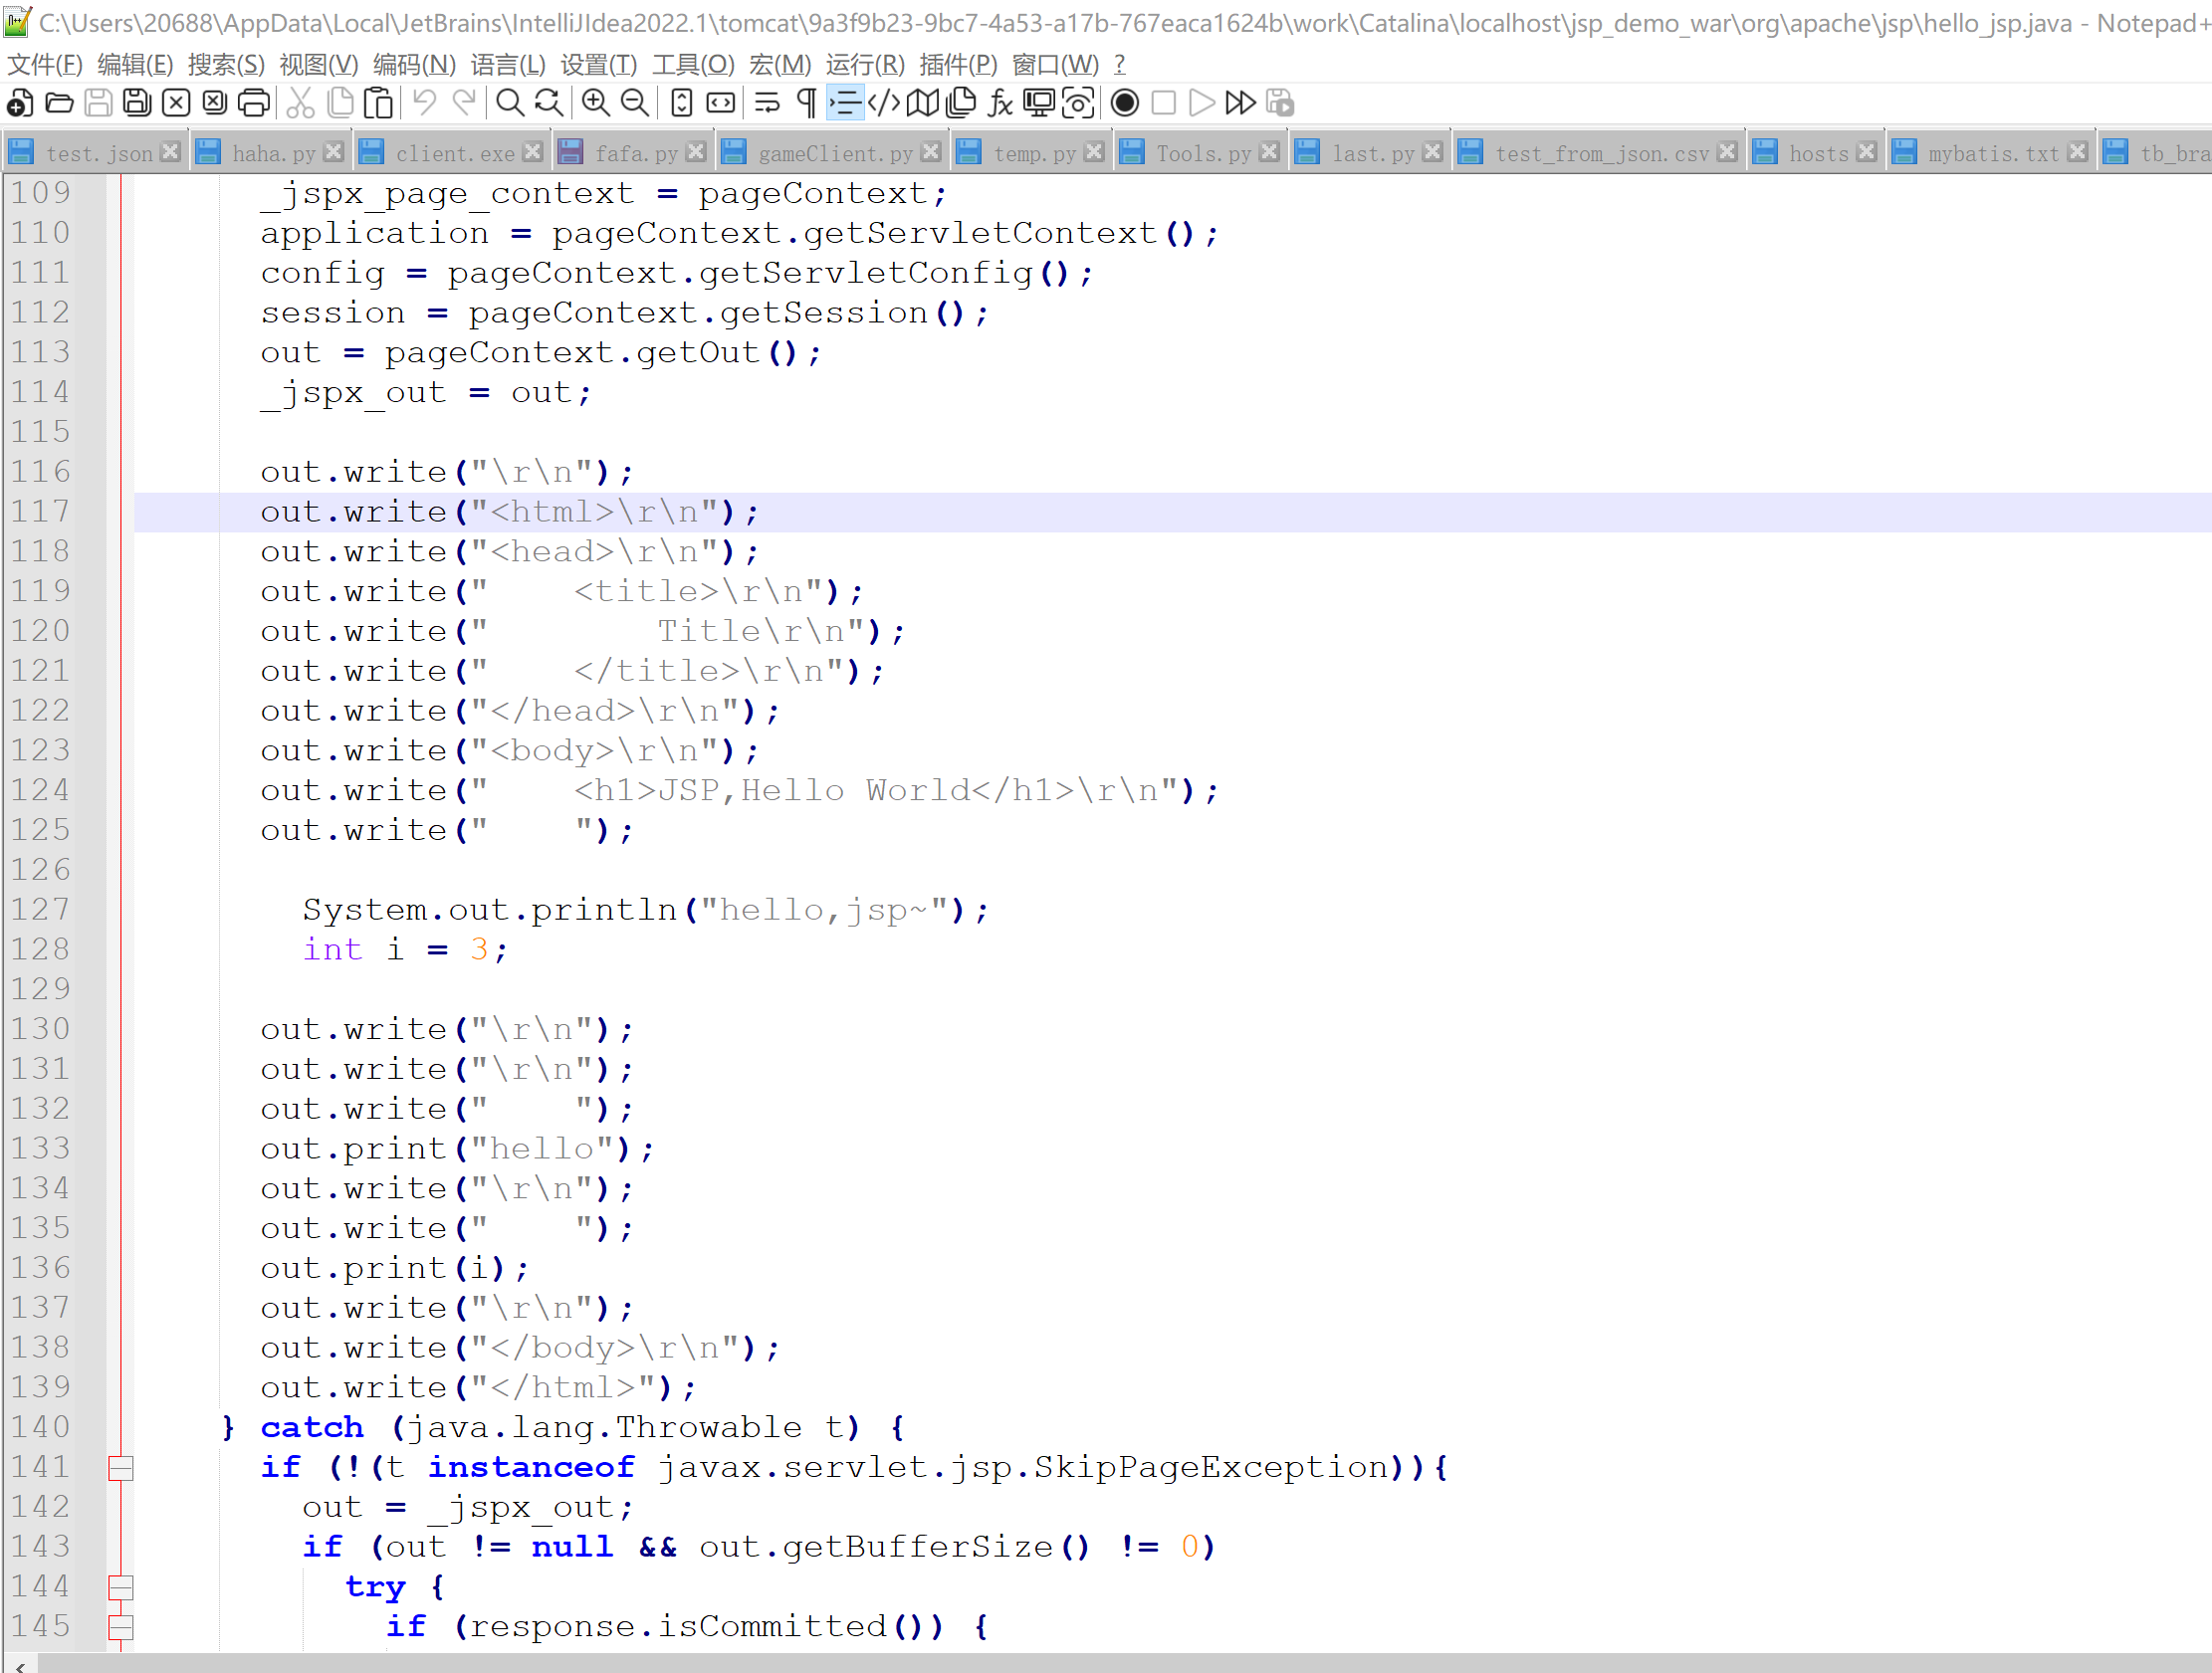 C:\Users\20688\AppData\Local\JetBrains\IntelliJIdea2022.1\tomcat\9a3f9b23-9bc7-4a53-a17b-767eaca1624b\work\Catalina\localhost\jsp_demo_war\org\apache\jsp\hello_jsp.java - Notepad+
文件(F) 编辑(E) 搜索(S) 视图(V) 编码(N) 语言(L) 设置(T) 工具(O) 宏(M) 运行(R) 插件(P) 窗口(W) ?
test.json haha.py client.exe fafa.py gameClient.py temp.py Tools.py last.py test_from_json.csv hosts mybatis.txt tb_bra
109 _jspx_page_context = pageContext;
110 application = pageContext.getServletContext();
111 config = pageContext.getServletConfig();
112 session = pageContext.getSession();
113 out = pageContext.getOut();
114 _jspx_out = out;
115
116 out.write("\r\n");
117 out.write("<html>\r\n");
118 out.write("<head>\r\n");
119 out.write("    <title>\r\n");
120 out.write("        Title\r\n");
121 out.write("    </title>\r\n");
122 out.write("</head>\r\n");
123 out.write("<body>\r\n");
124 out.write("    <h1>JSP,Hello World</h1>\r\n");
125 out.write("    ");
126
127 System.out.println("hello,jsp~");
128 int i = 3;
129
130 out.write("\r\n");
131 out.write("\r\n");
132 out.write("    ");
133 out.print("hello");
134 out.write("\r\n");
135 out.write("    ");
136 out.print(i);
137 out.write("\r\n");
138 out.write("</body>\r\n");
139 out.write("</html>");
140 } catch (java.lang.Throwable t) {
141 if (!(t instanceof javax.servlet.jsp.SkipPageException)){
142 out = _jspx_out;
143 if (out != null && out.getBufferSize() != 0)
144 try {
145 if (response.isCommitted()) {